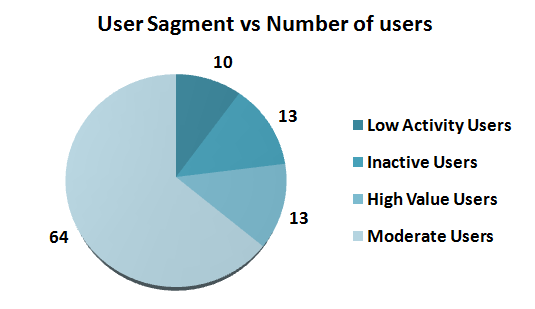 User Sagment vs Number of users
10
13
13
64
Low Activity Users
Inactive Users
High Value Users
Moderate Users